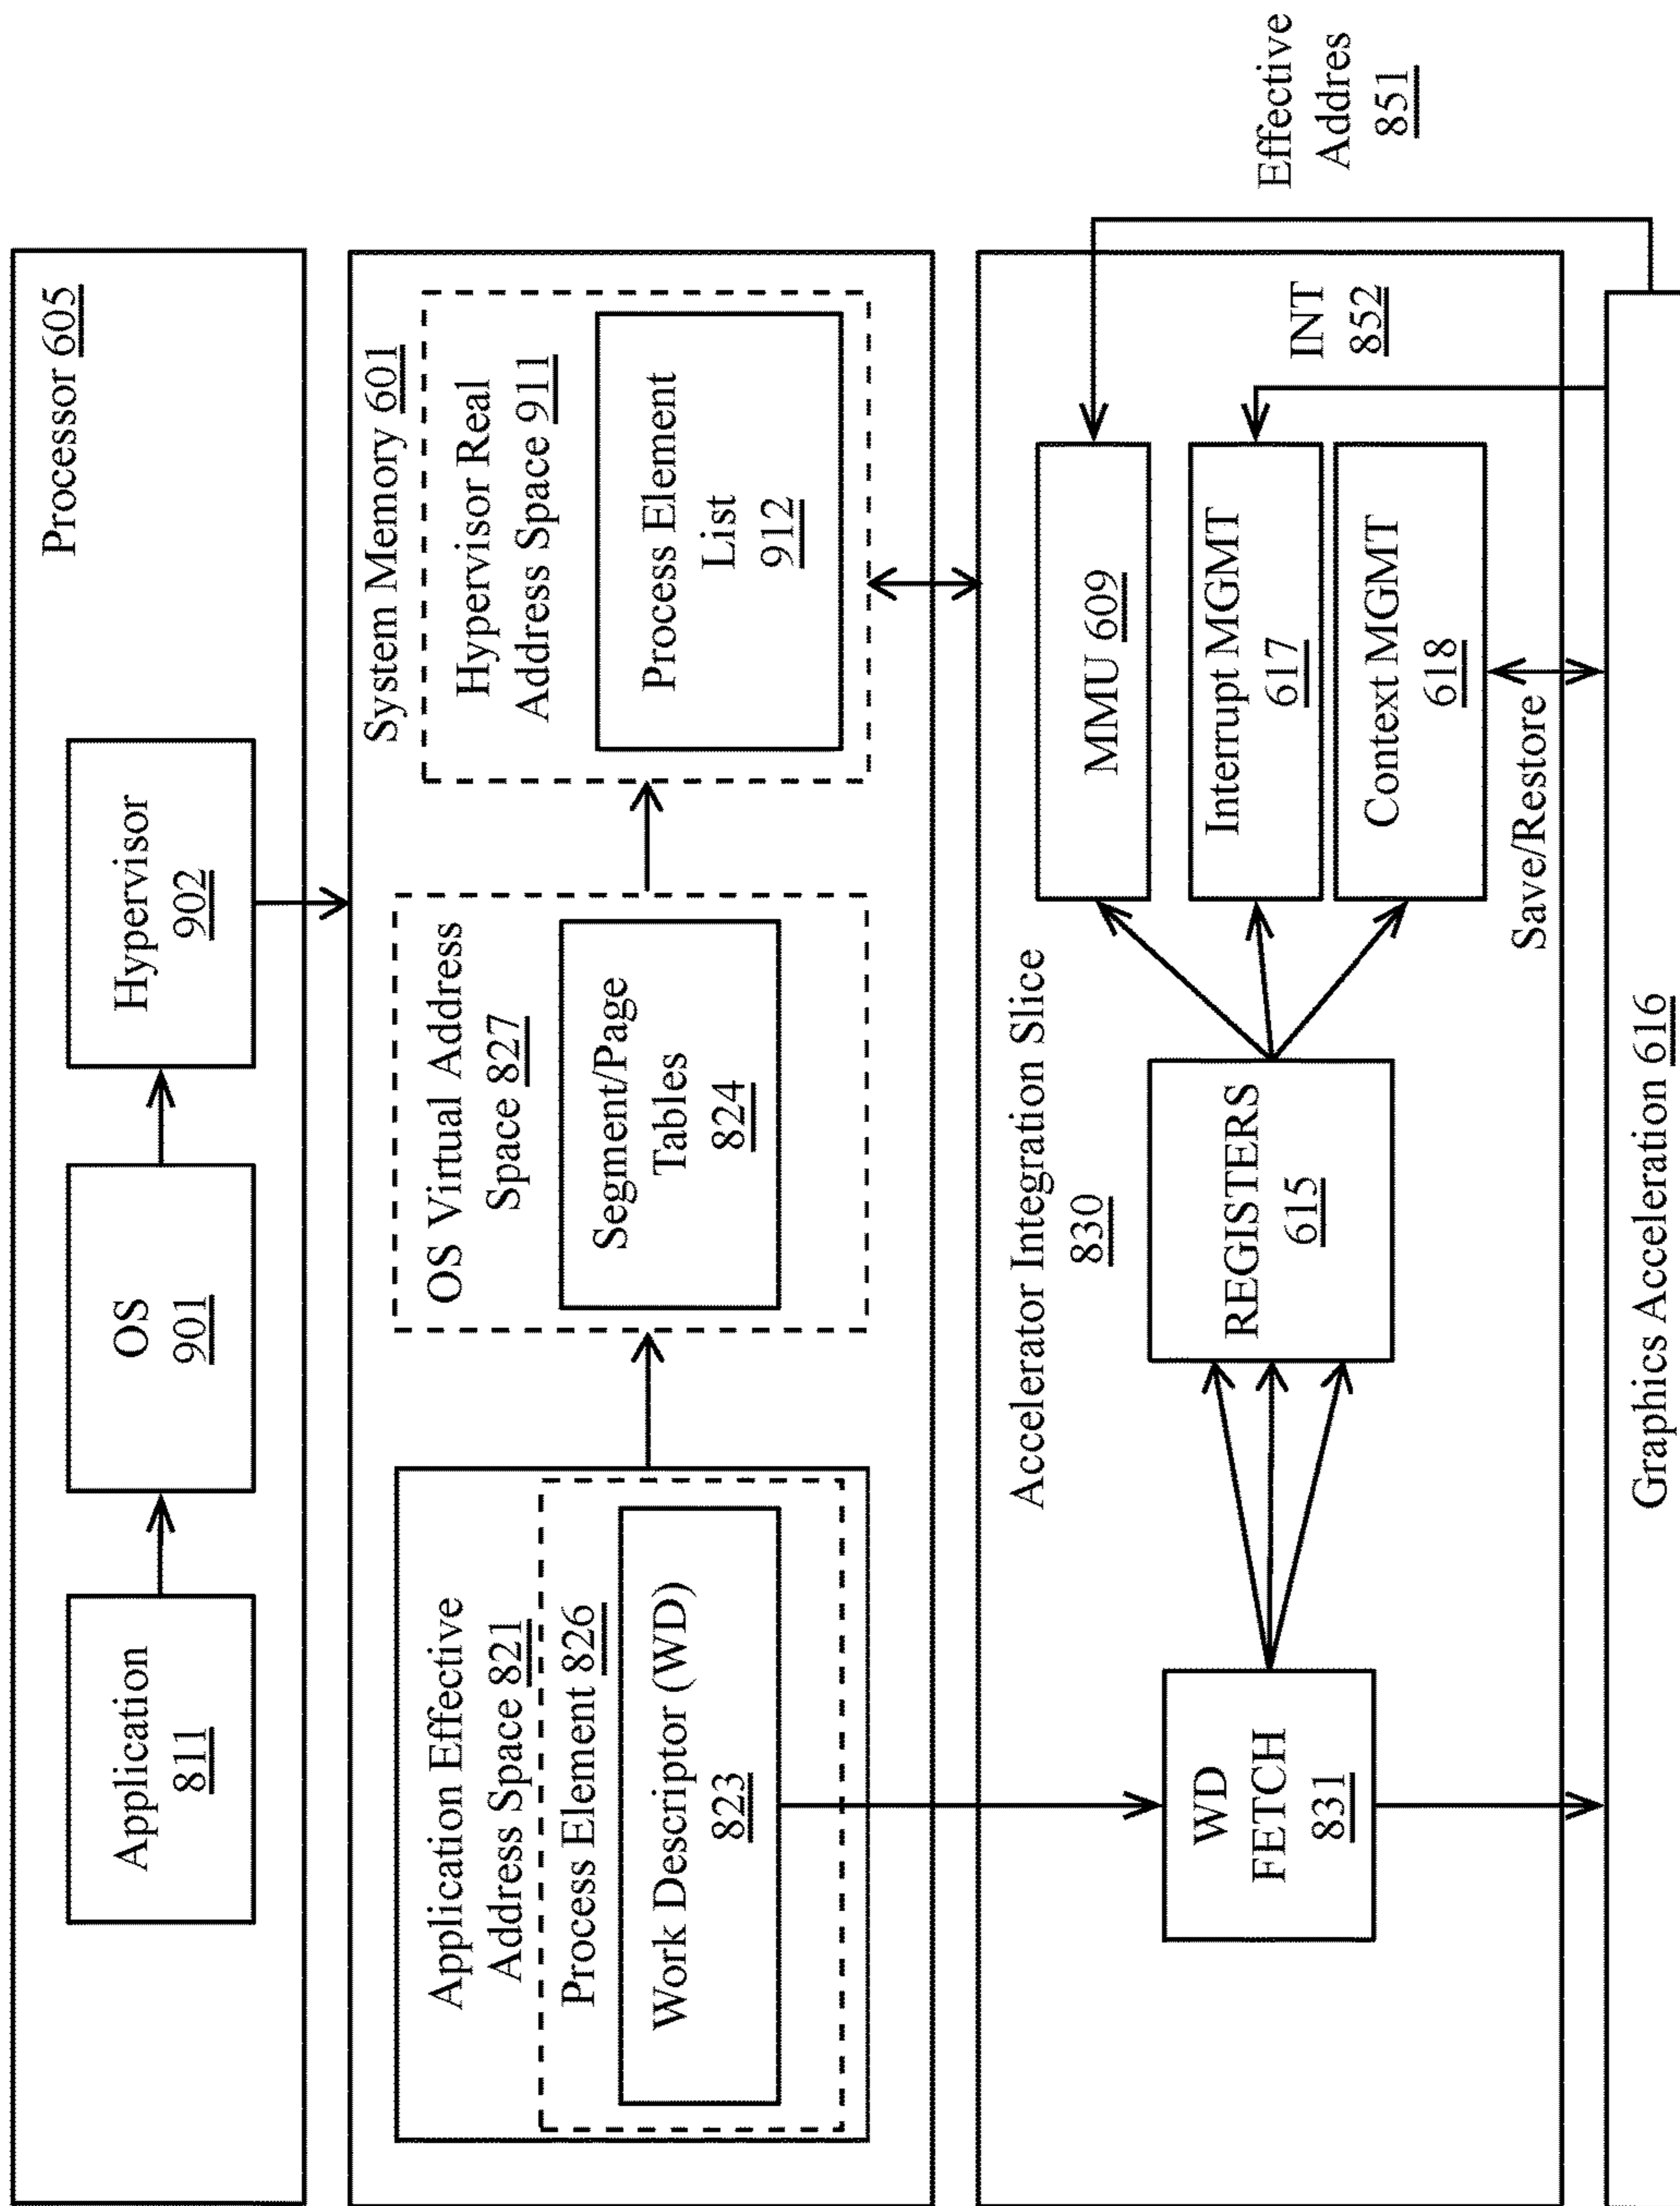 Processor 605
Application
811
OS
901
Hypervisor
902
System Memory 601
Application Effective
Address Space 821
Process Element 826
Work Descriptor (WD)
823
OS Virtual Address
Space 827
Segment/Page
Tables
824
Hypervisor Real
Address Space 911
Process Element
List
912
Accelerator Integration Slice
830
WD
FETCH
831
REGISTERS
615
MMU 609
Interrupt MGMT
617
Context MGMT
618
INT
852
Effective
Addres
851
Save/Restore
Graphics Acceleration 616